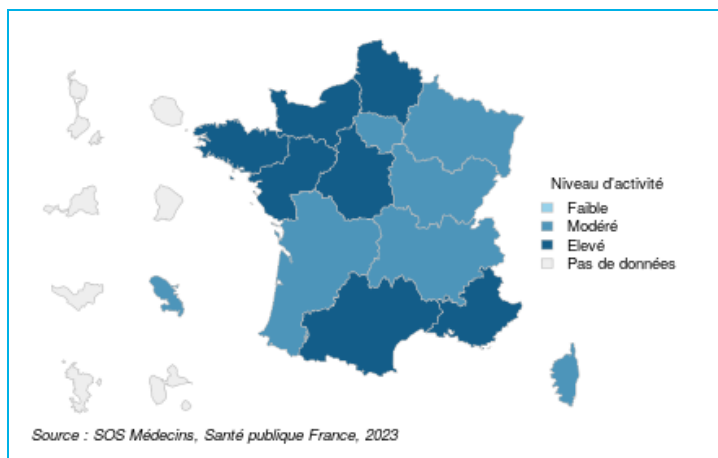 Niveau d'activité
Faible
Modéré
Elevé
Pas de données
Source : SOS Médecins, Santé publique France, 2023